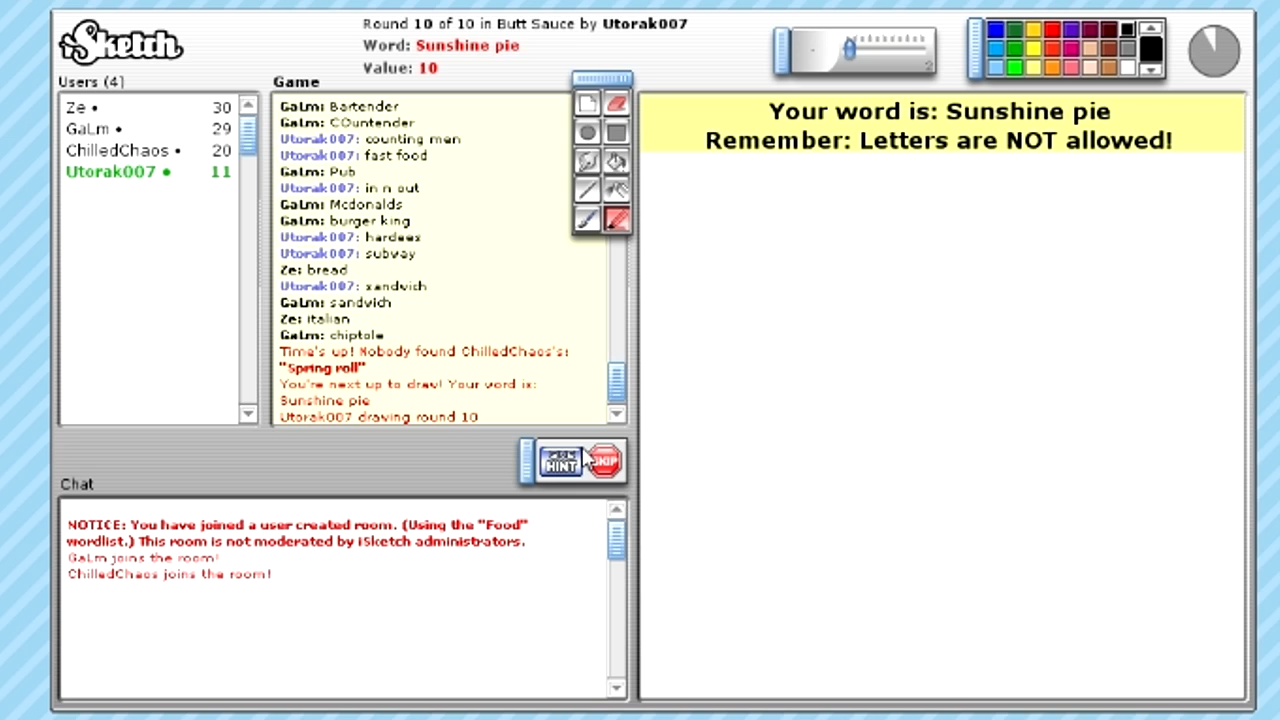 iSketch
Round 10 of 10 in Butt Sauce by Utorak007
Word: Sunshine pie
Value: 10
2
Users (4)
Ze • 30
GaLm • 29
ChilledChaos • 20
Utorak007 • 11
Game
GaLm: Bartender
GaLm: COuntender
Utorak007: counting men
Utorak007: fast food
GaLm: Pub
Utorak007: in n out
GaLm: Mcdonalds
GaLm: burger king
Utorak007: hardees
Utorak007: subway
Ze: bread
Utorak007: sandwich
GaLm: sandwich
Ze: italian
GaLm: chiptole
Time's up! Nobody found ChilledChaos's:
"Spring roll"
You're next up to draw! Your word is:
Sunshine pie
Utorak007 drawing round 10
Your word is: Sunshine pie
Remember: Letters are NOT allowed!
HINT
Chat
NOTICE: You have joined a user created room. (Using the "Food"
wordlist.) This room is not moderated by iSketch administrators.
GaLm joins the room!
ChilledChaos joins the room!